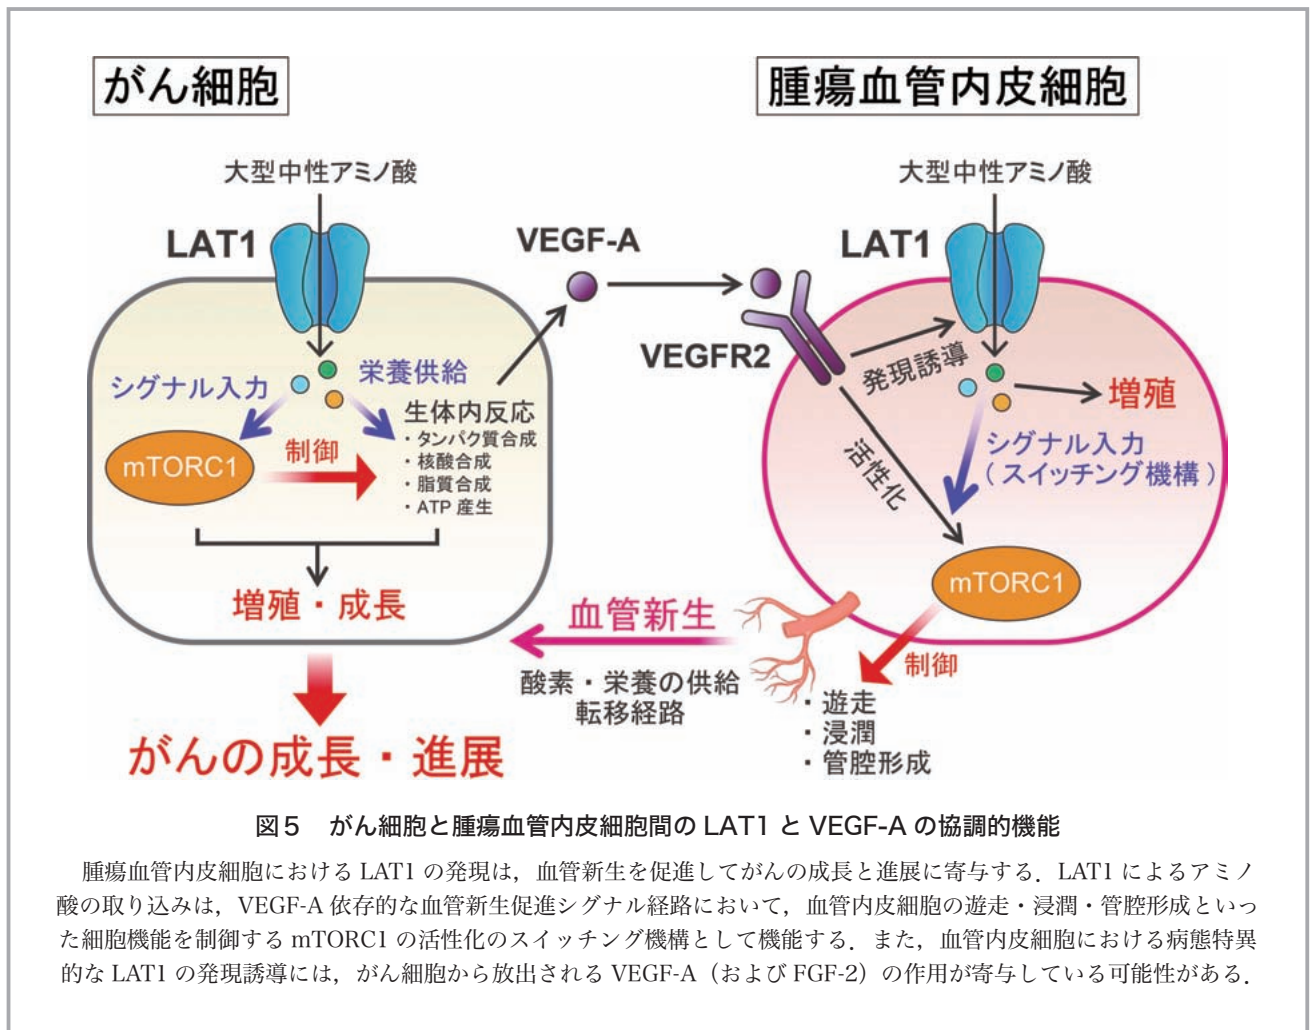 がん細胞
大型中性アミノ酸
LAT1
シグナル入力
栄養供給
mTORC1
制御
生体内反応
・タンパク質合成
・核酸合成
・脂質合成
・ATP 産生
増殖・成長
がんの成長・進展
VEGF-A
VEGFR2
腫瘍血管内皮細胞
大型中性アミノ酸
LAT1
発現誘導
増殖
活性化
シグナル入力
(スイッチング機構)
mTORC1
制御
・遊走
・浸潤
・管腔形成
血管新生
酸素・栄養の供給
転移経路
図5 がん細胞と腫瘍血管内皮細胞間の LAT1 と VEGF-A の協調的機能
腫瘍血管内皮細胞における LAT1 の発現は，血管新生を促進してがんの成長と進展に寄与する．LAT1 によるアミノ
酸の取り込みは，VEGF-A 依存的な血管新生促進シグナル経路において，血管内皮細胞の遊走・浸潤・管腔形成といっ
た細胞機能を制御する mTORC1 の活性化のスイッチング機構として機能する．また，血管内皮細胞における病態特異
的な LAT1 の発現誘導には，がん細胞から放出される VEGF-A（および FGF-2）の作用が寄与している可能性がある．